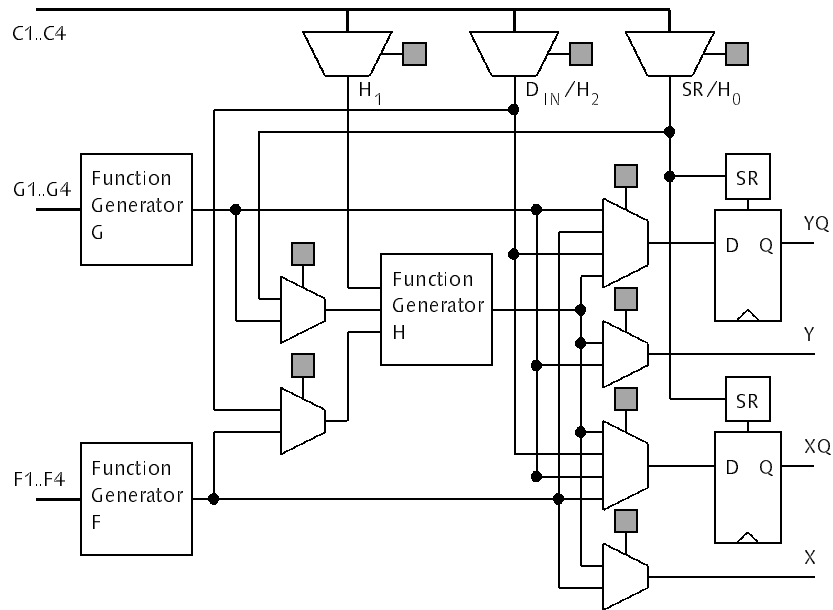 C1..C4
H1
DIN/H2
SR/H0
G1..G4
Function
Generator
G
SR
YQ
D Q
Function
Generator
H
Y
SR
F1..F4
Function
Generator
F
XQ
D Q
X